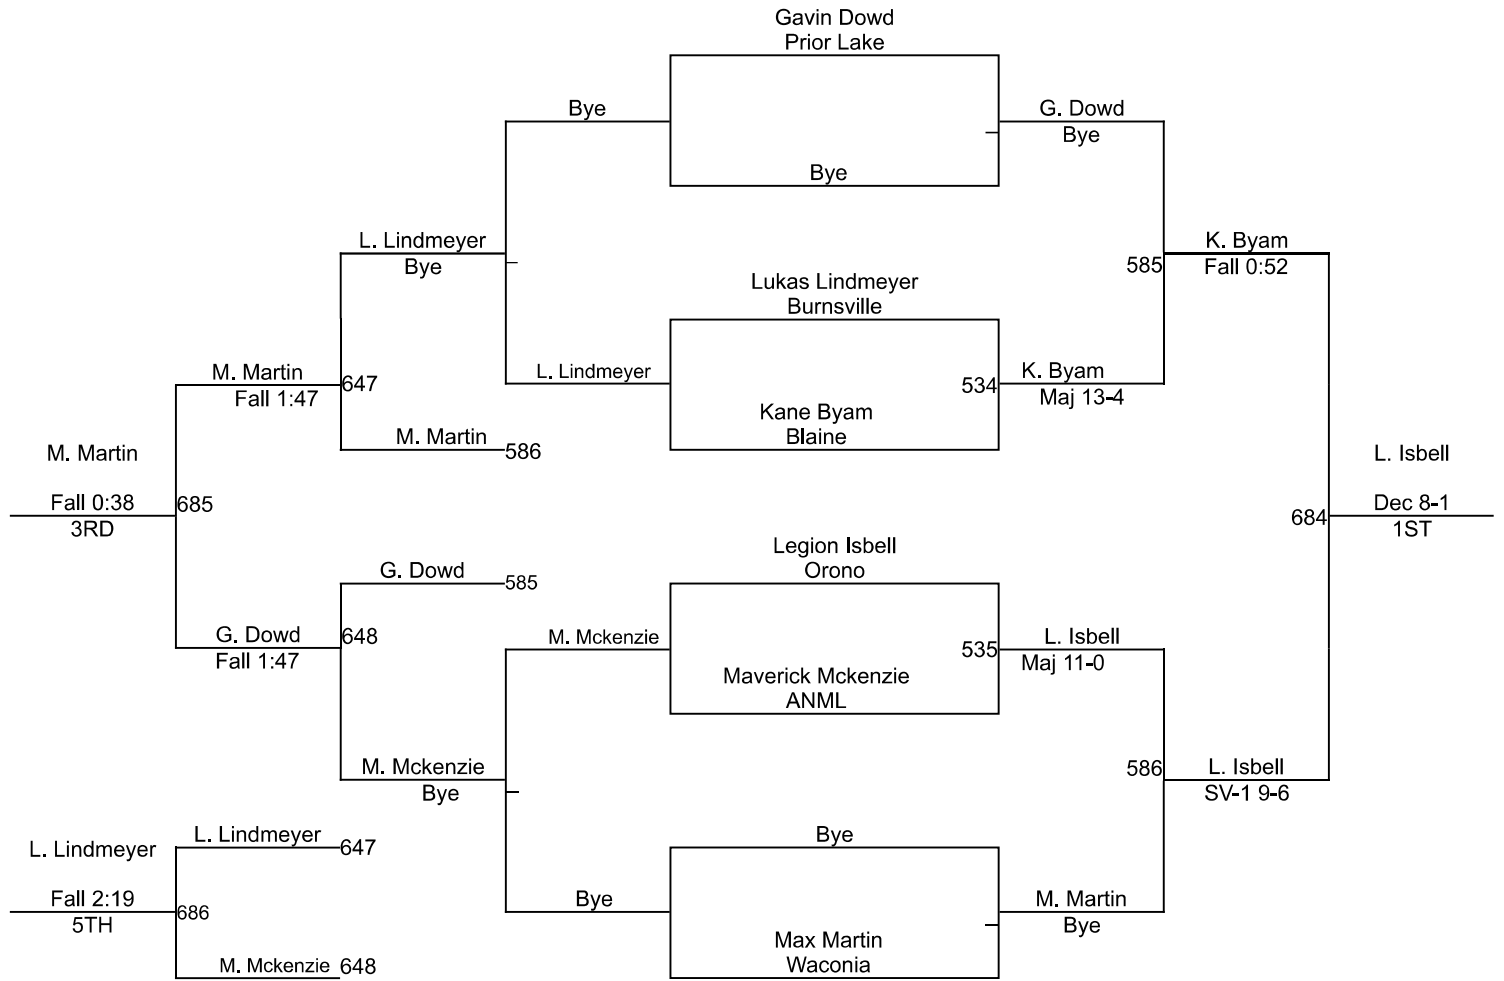 Gavin Dowd
Prior Lake
Bye
G. Dowd
Bye
Bye
L. Lindmeyer
Bye
K. Byam
585
Fall 0:52
Lukas Lindmeyer
Burnsville
M. Martin
647
Fall 1:47
L. Lindmeyer
534
K. Byam
Maj 13-4
Kane Byam
Blaine
M. Martin
586
M. Martin
Fall 0:38
685
3RD
L. Isbell
684
Dec 8-1
1ST
Legion Isbell
Orono
G. Dowd
585
G. Dowd
648
Fall 1:47
M. Mckenzie
535
L. Isbell
Maj 11-0
Maverick Mckenzie
ANML
M. Mckenzie
Bye
586
L. Isbell
SV-1 9-6
L. Lindmeyer
647
L. Lindmeyer
Bye
Fall 2:19
686
5TH
Bye
M. Martin
Bye
Max Martin
Waconia
M. Mckenzie
648